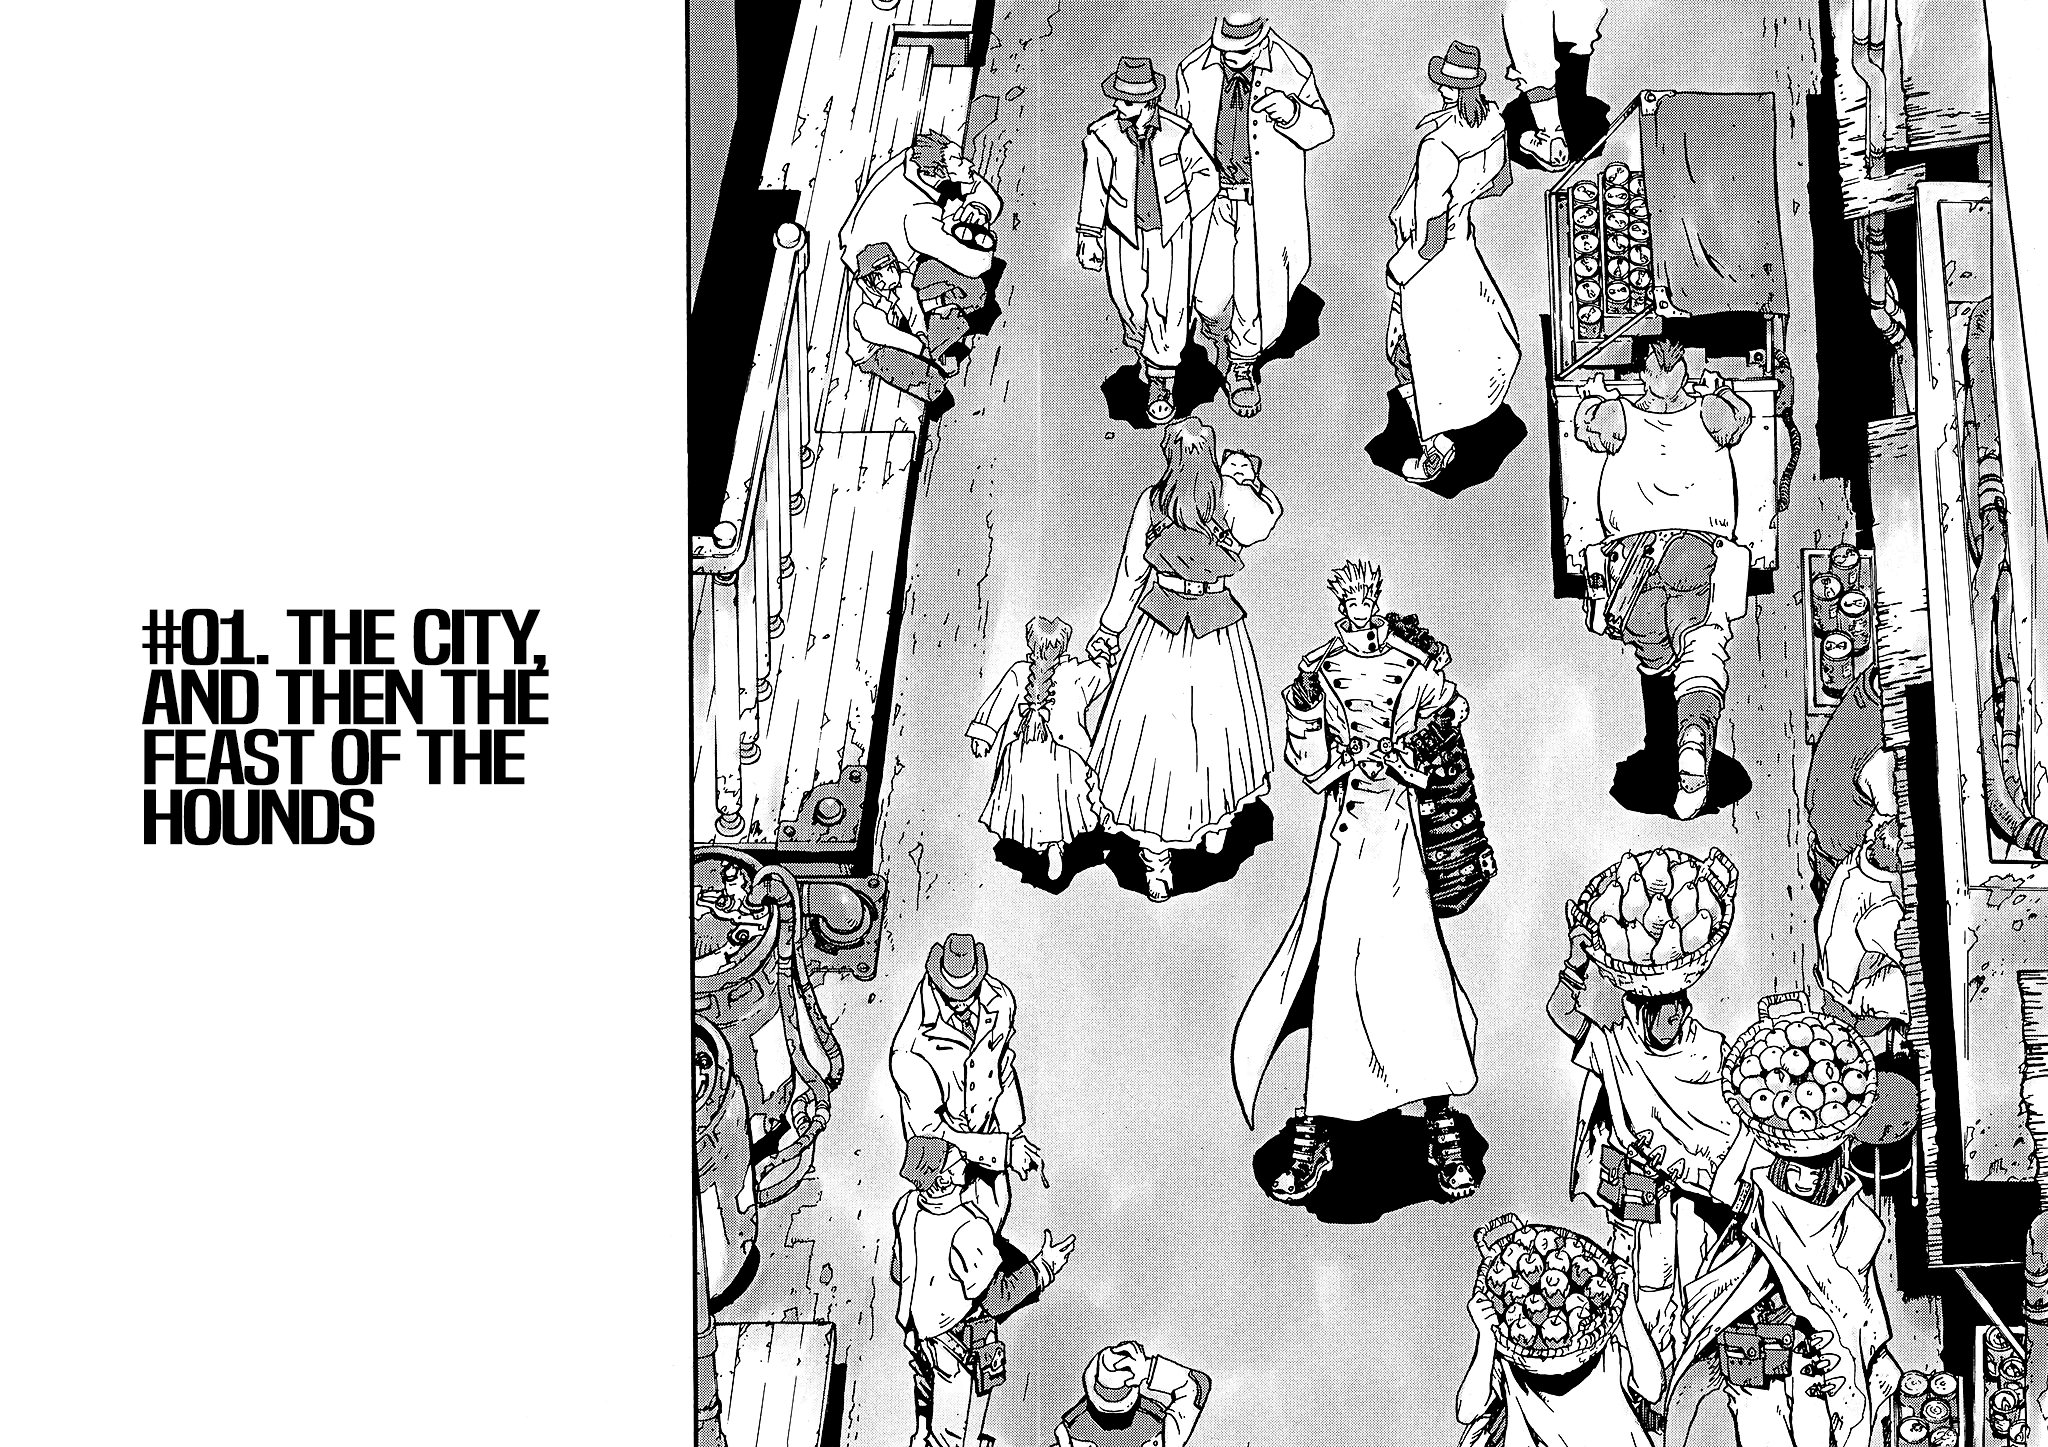 #01. THE CITY,
AND THEN THE
FEAST OF THE
HOUNDS